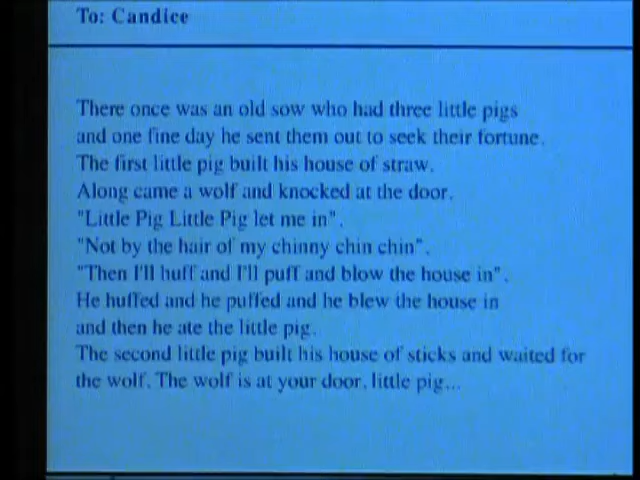 To: Candice
There once was an old sow who had three little pigs
and one fine day he sent them out to seek their fortune.
The first little pig built his house of straw.
Along came a wolf and knocked at the door.
"Little Pig Little Pig let me in".
"Not by the hair of my chinny chin chin".
"Then I'll huff and I'll puff and blow the house in".
He huffed and he puffed and he blew the house in
and then he ate the little pig.
The second little pig built his house of sticks and waited for
the wolf. The wolf is at your door, little pig...